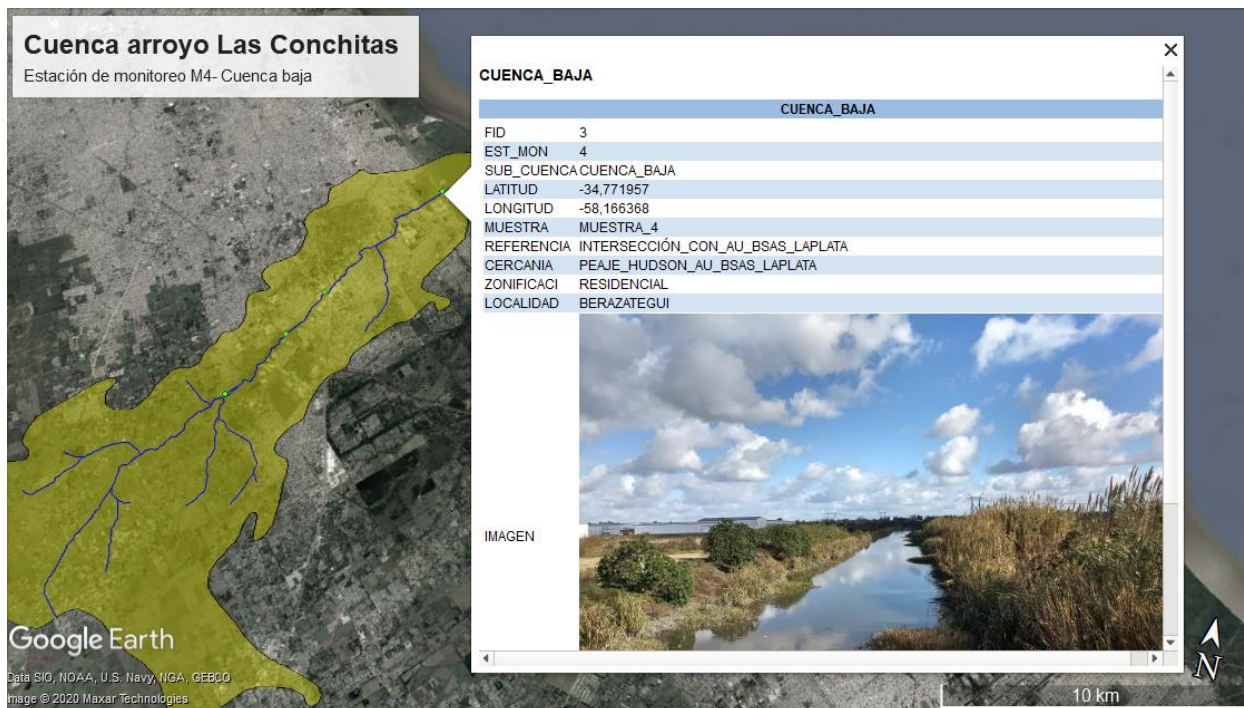 Cuenca arroyo Las Conchitas
Estación de monitoreo M4- Cuenca baja
CUENCA_BAJA
CUENCA_BAJA
FID 3
EST_MON 4
SUB_CUENCA CUENCA_BAJA
LATITUD -34,771957
LONGITUD -58,166368
MUESTRA MUESTRA_4
REFERENCIA INTERSECCIÓN_CON_AU_BSAS_LAPLATA
CERCANIA PEAJE_HUDSON_AU_BSAS_LAPLATA
ZONIFICACI RESIDENCIAL
LOCALIDAD BERAZATEGUI
IMAGEN
Google Earth
Data SIO, NOAA, U.S. Navy, NGA, GEBCO
Image © 2020 Maxar Technologies
N
10 km